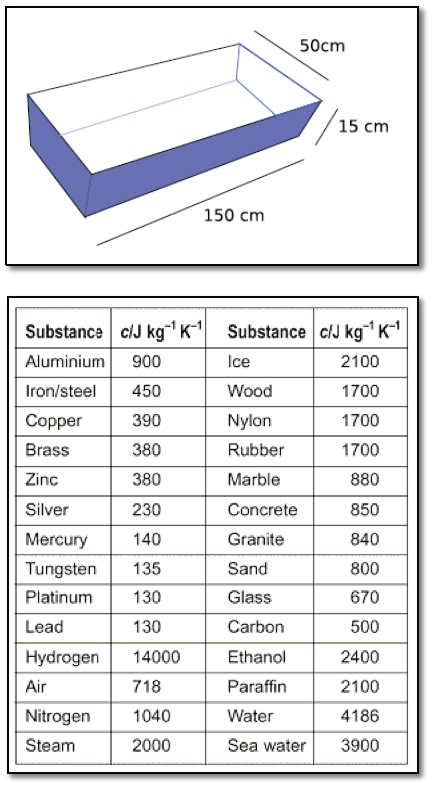 50cm
15 cm
150 cm
Substance c/J kg⁻¹ K⁻¹ Substance c/J kg⁻¹ K⁻¹
Aluminium 900 Ice 2100
Iron/steel 450 Wood 1700
Copper 390 Nylon 1700
Brass 380 Rubber 1700
Zinc 380 Marble 880
Silver 230 Concrete 850
Mercury 140 Granite 840
Tungsten 135 Sand 800
Platinum 130 Glass 670
Lead 130 Carbon 500
Hydrogen 14000 Ethanol 2400
Air 718 Paraffin 2100
Nitrogen 1040 Water 4186
Steam 2000 Sea water 3900